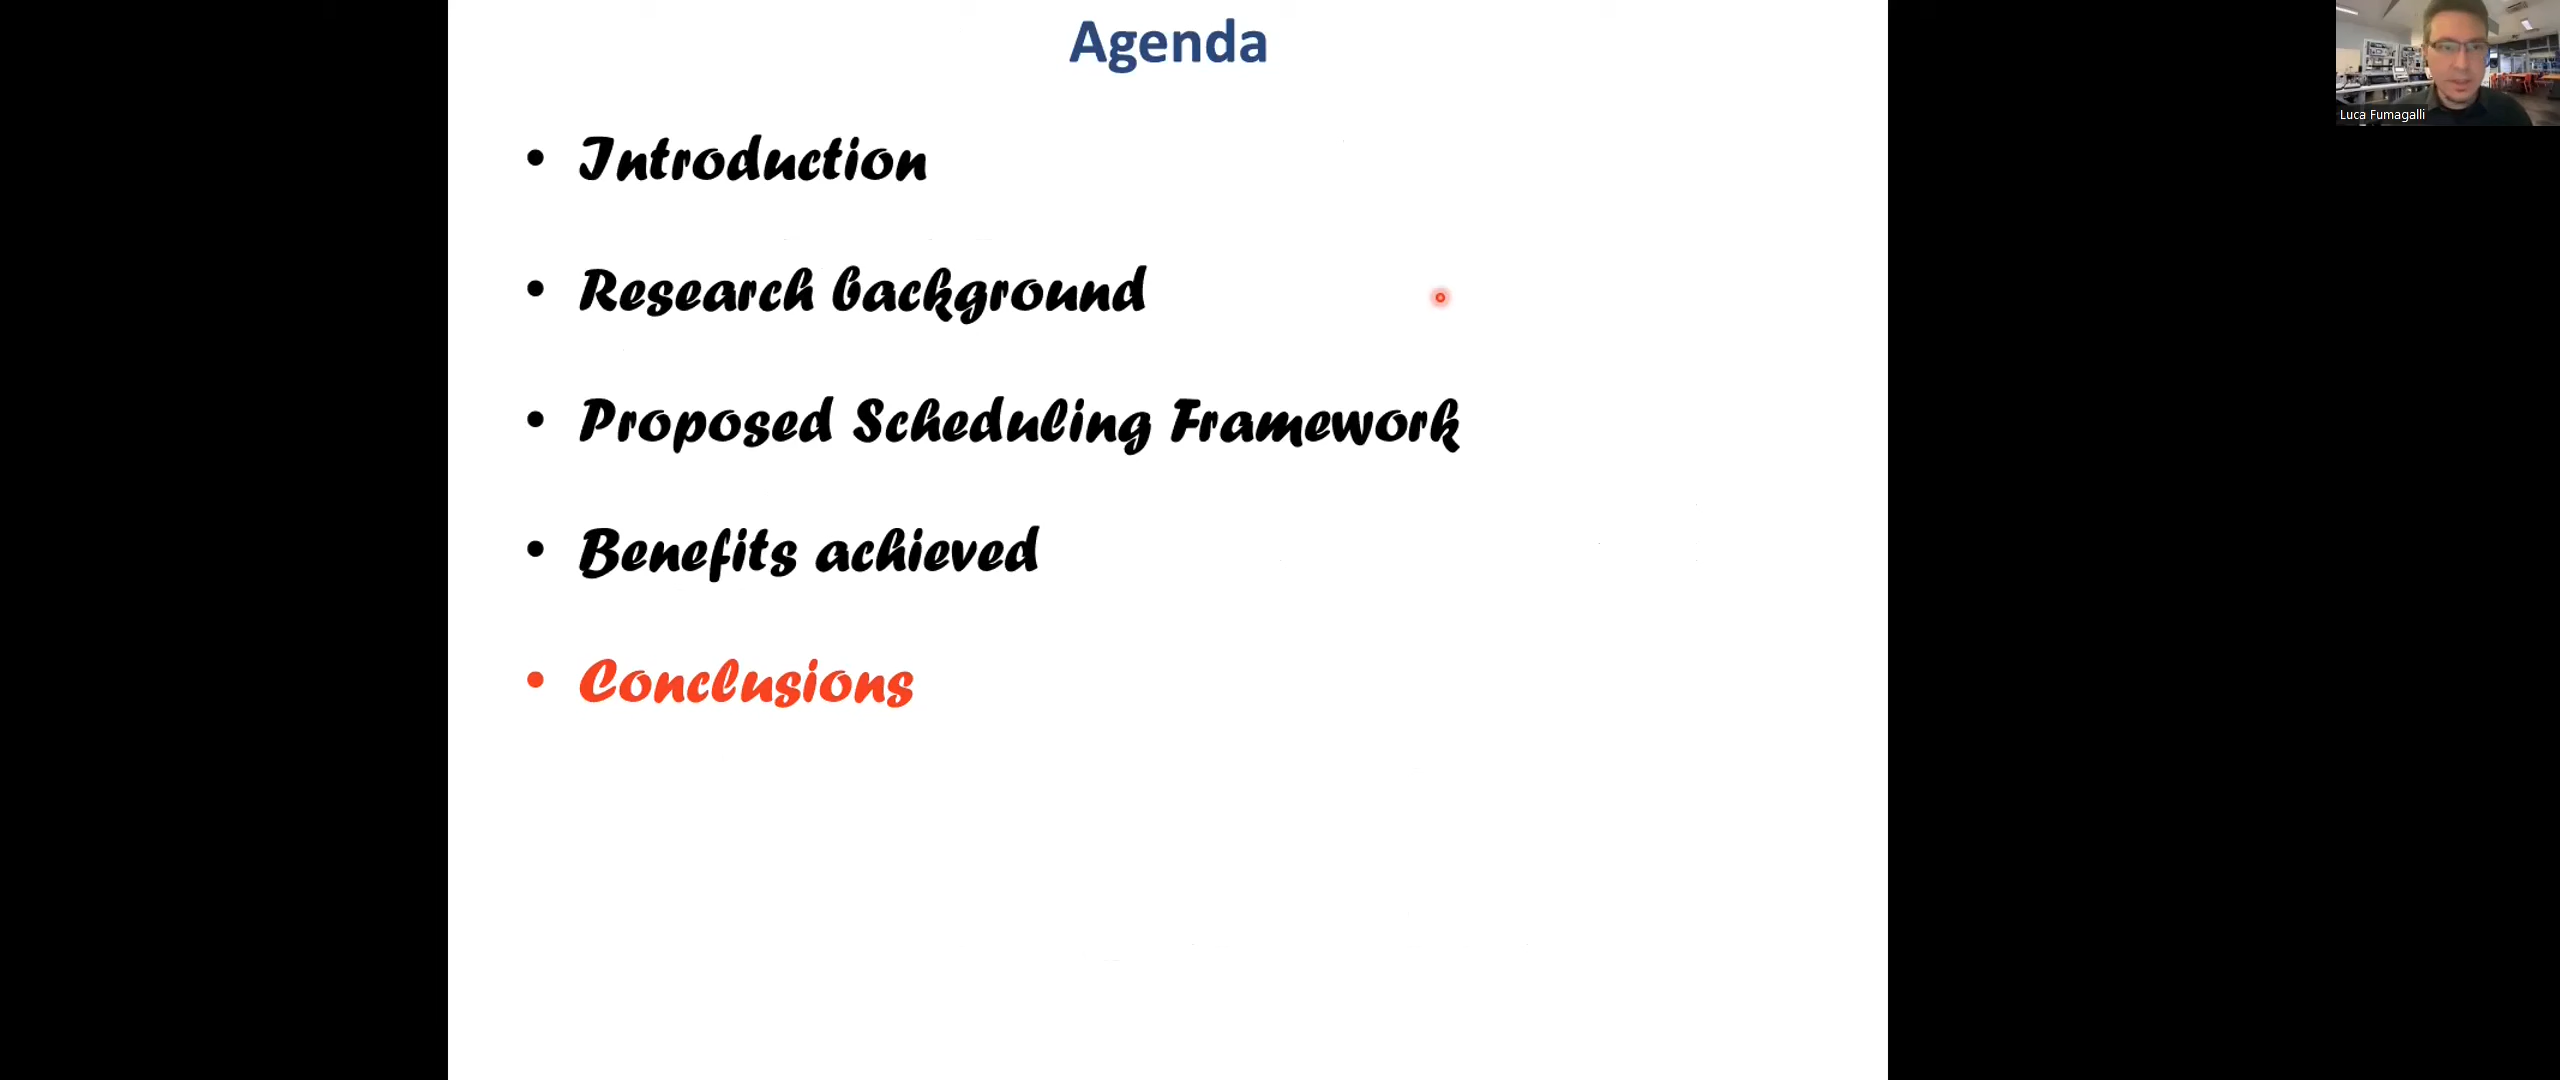 Agenda
• Introduction
• Research background
• Proposed Scheduling Framework
• Benefits achieved
• Conclusions
Luca Fumagalli